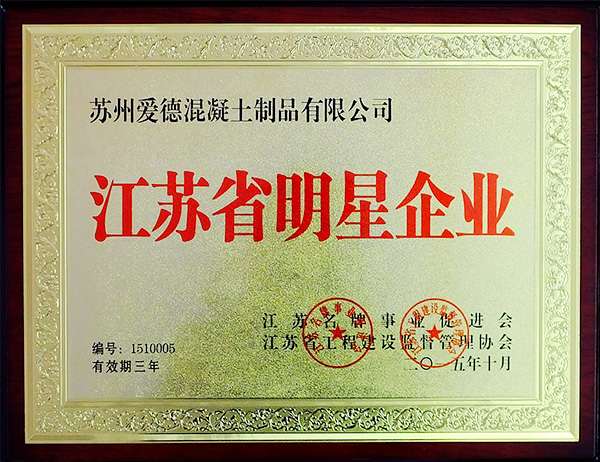 苏州爱德混凝土制品有限公司
江苏省明星企业
江苏名牌事业促进会
江苏省工程建设监督管理协会
编号：1510005
有效期三年
二〇一五年十月